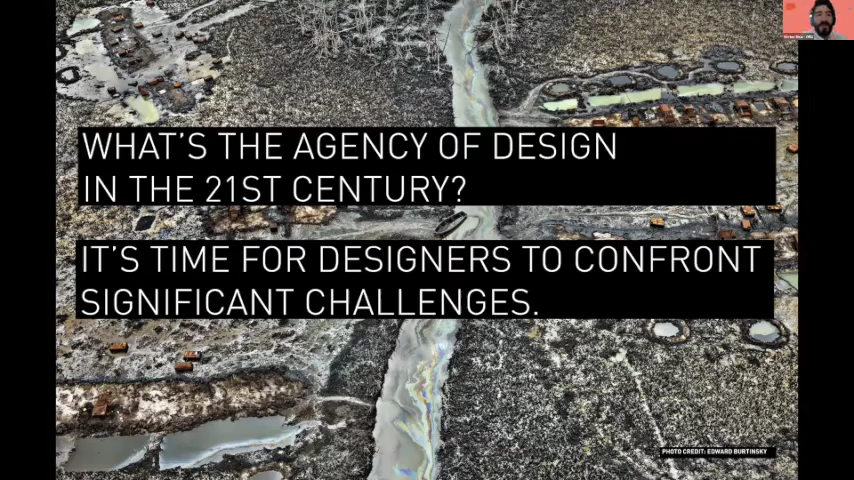 WHAT'S THE AGENCY OF DESIGN
IN THE 21ST CENTURY?
IT'S TIME FOR DESIGNERS TO CONFRONT
SIGNIFICANT CHALLENGES.
PHOTO CREDIT: EDWARD BURTINSKY